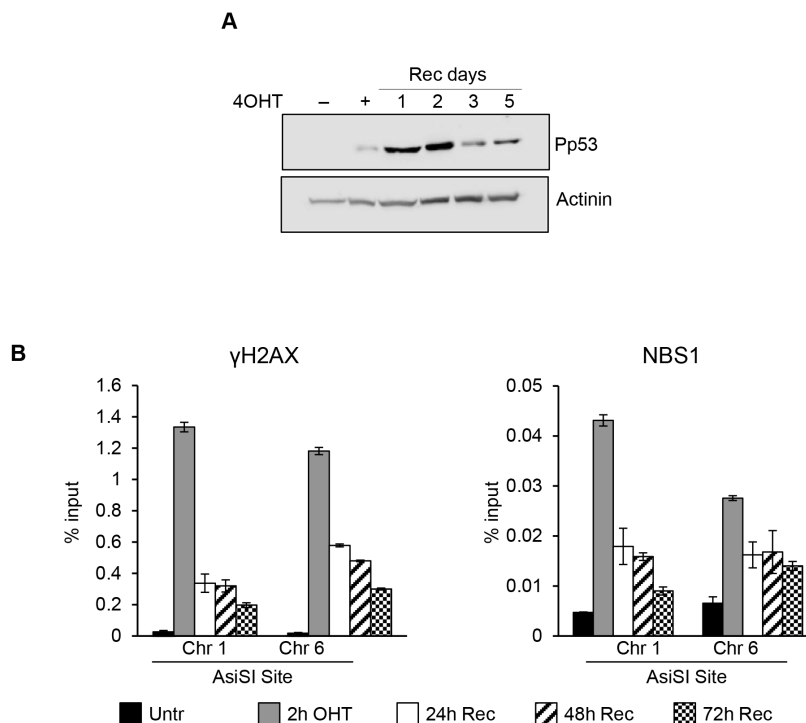 A
Rec days
4OHT – + 1 2 3 5
Pp53
Actinin
B
γH2AX
% input
1.6
1.4
1.2
1
0.8
0.6
0.4
0.2
0
Chr 1 Chr 6
AsiSI Site
NBS1
% input
0.05
0.04
0.03
0.02
0.01
0
Chr 1 Chr 6
AsiSI Site
Untr 2h OHT 24h Rec 48h Rec 72h Rec